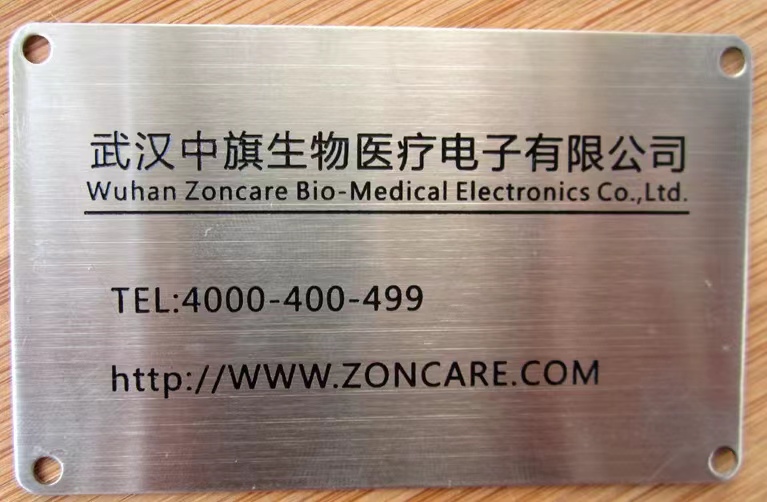 武汉中旗生物医疗电子有限公司
Wuhan Zoncare Bio-Medical Electronics Co.,Ltd.
TEL:4000-400-499
http://WWW.ZONCARE.COM